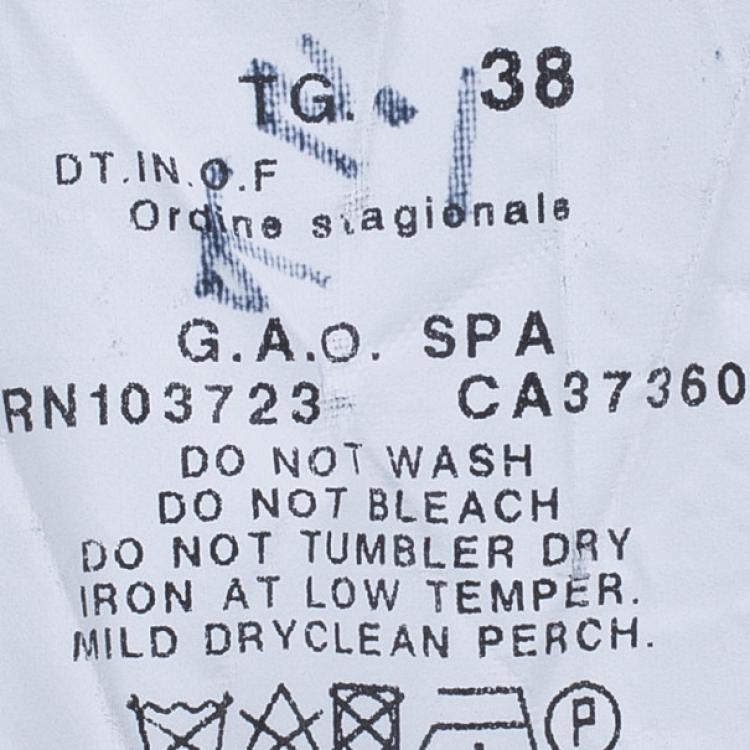 TG. 38
DT.IN.O.F
Ordine stagionale
G.A.O. SPA
RN103723 CA37360
DO NOT WASH
DO NOT BLEACH
DO NOT TUMBLER DRY
IRON AT LOW TEMPER.
MILD DRYCLEAN PERCH.
P